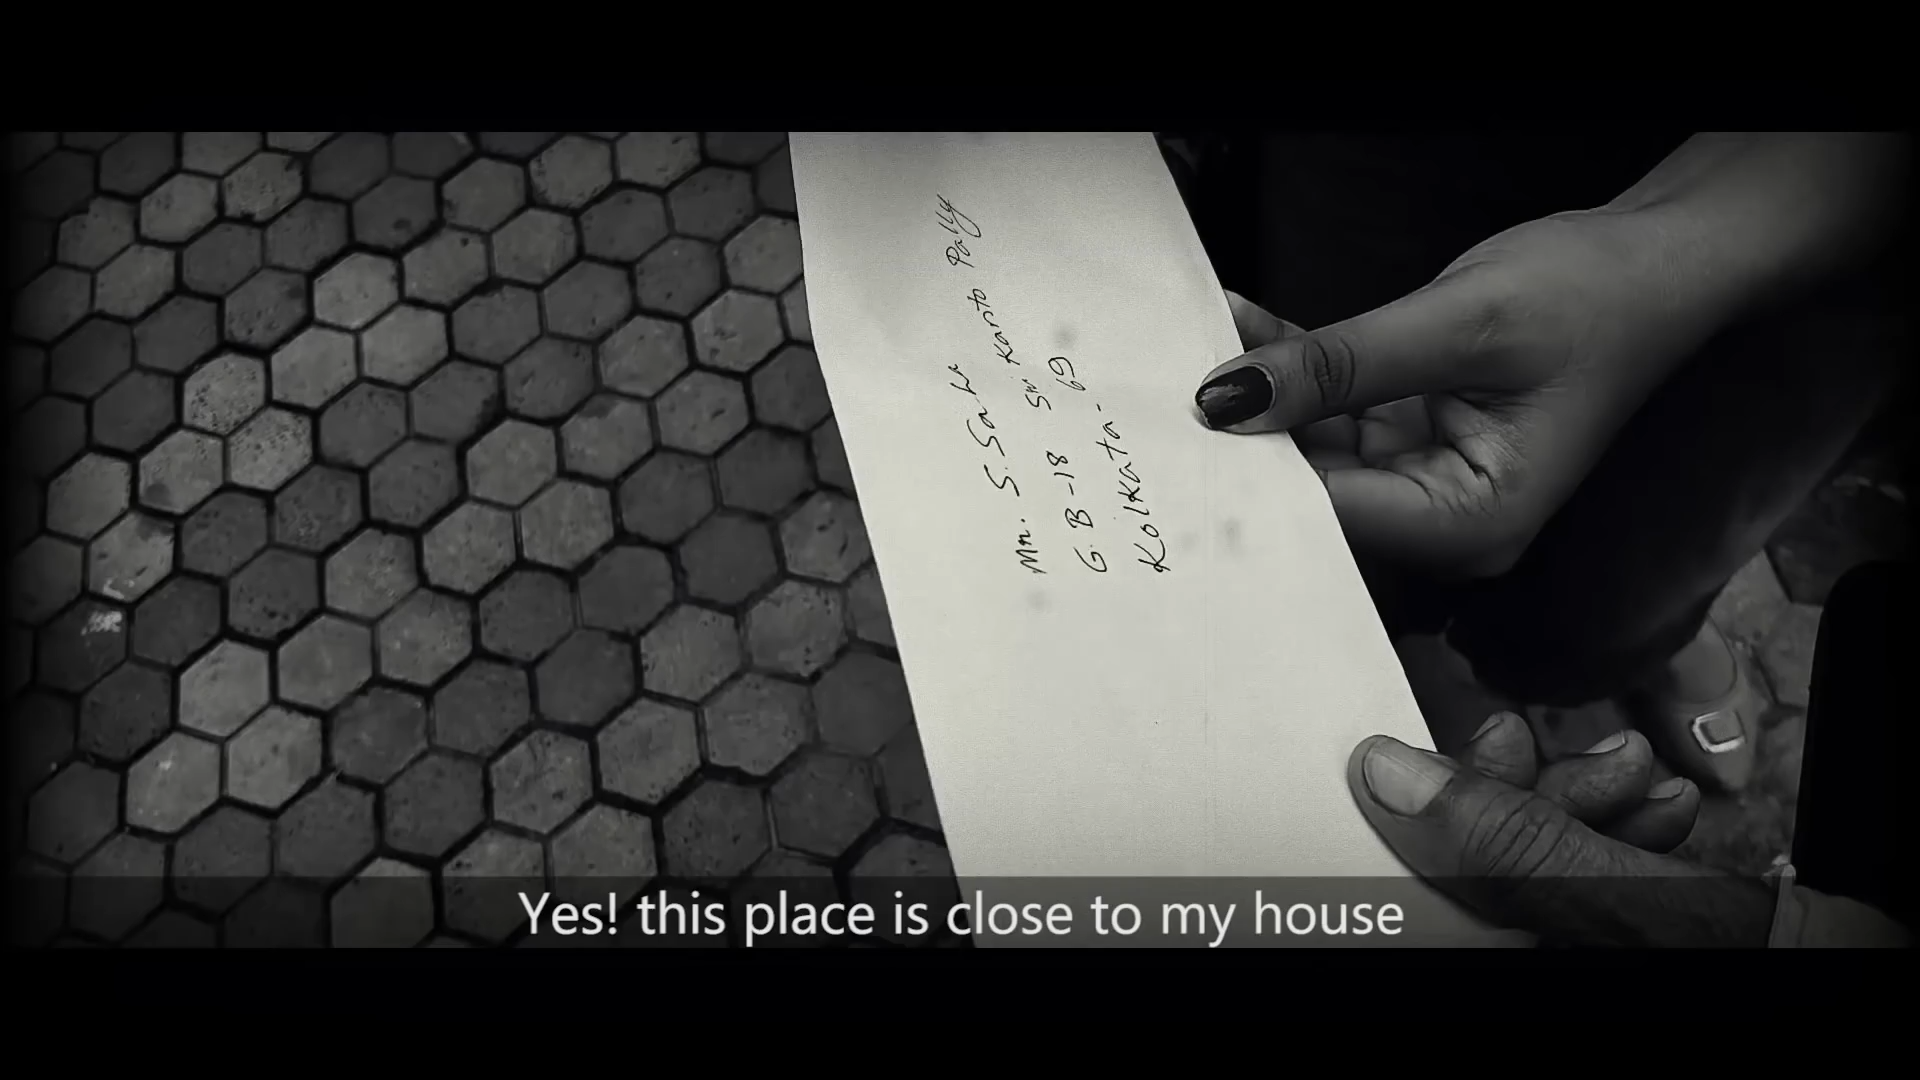 Mr. S. Saha
G. B - 18 Sri Kanto Pally
Kolkata - 69
Yes! this place is close to my house